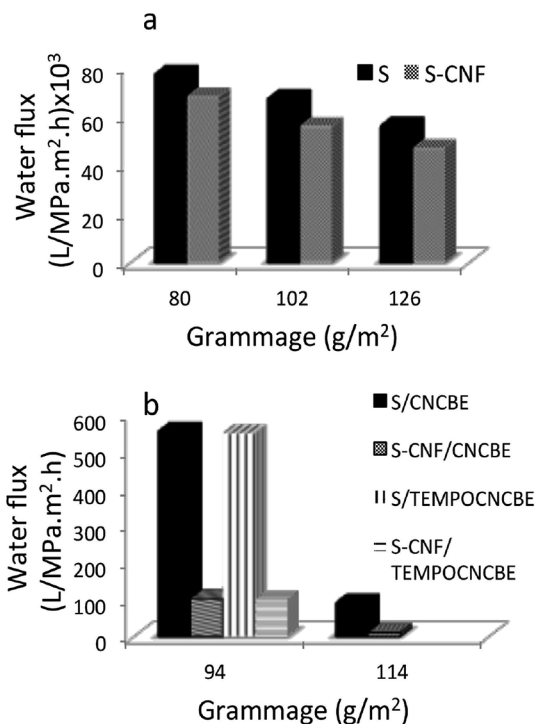 a
Water flux
(L/MPa.m².h)x10³
80
60
40
20
0
S
S-CNF
80
102
126
Grammage (g/m²)
b
Water flux
(L/MPa.m².h)
600
500
400
300
200
100
0
S/CNCBE
S-CNF/CNCBE
S/TEMPOCNCBE
S-CNF/
TEMPOCNCBE
94
114
Grammage (g/m²)